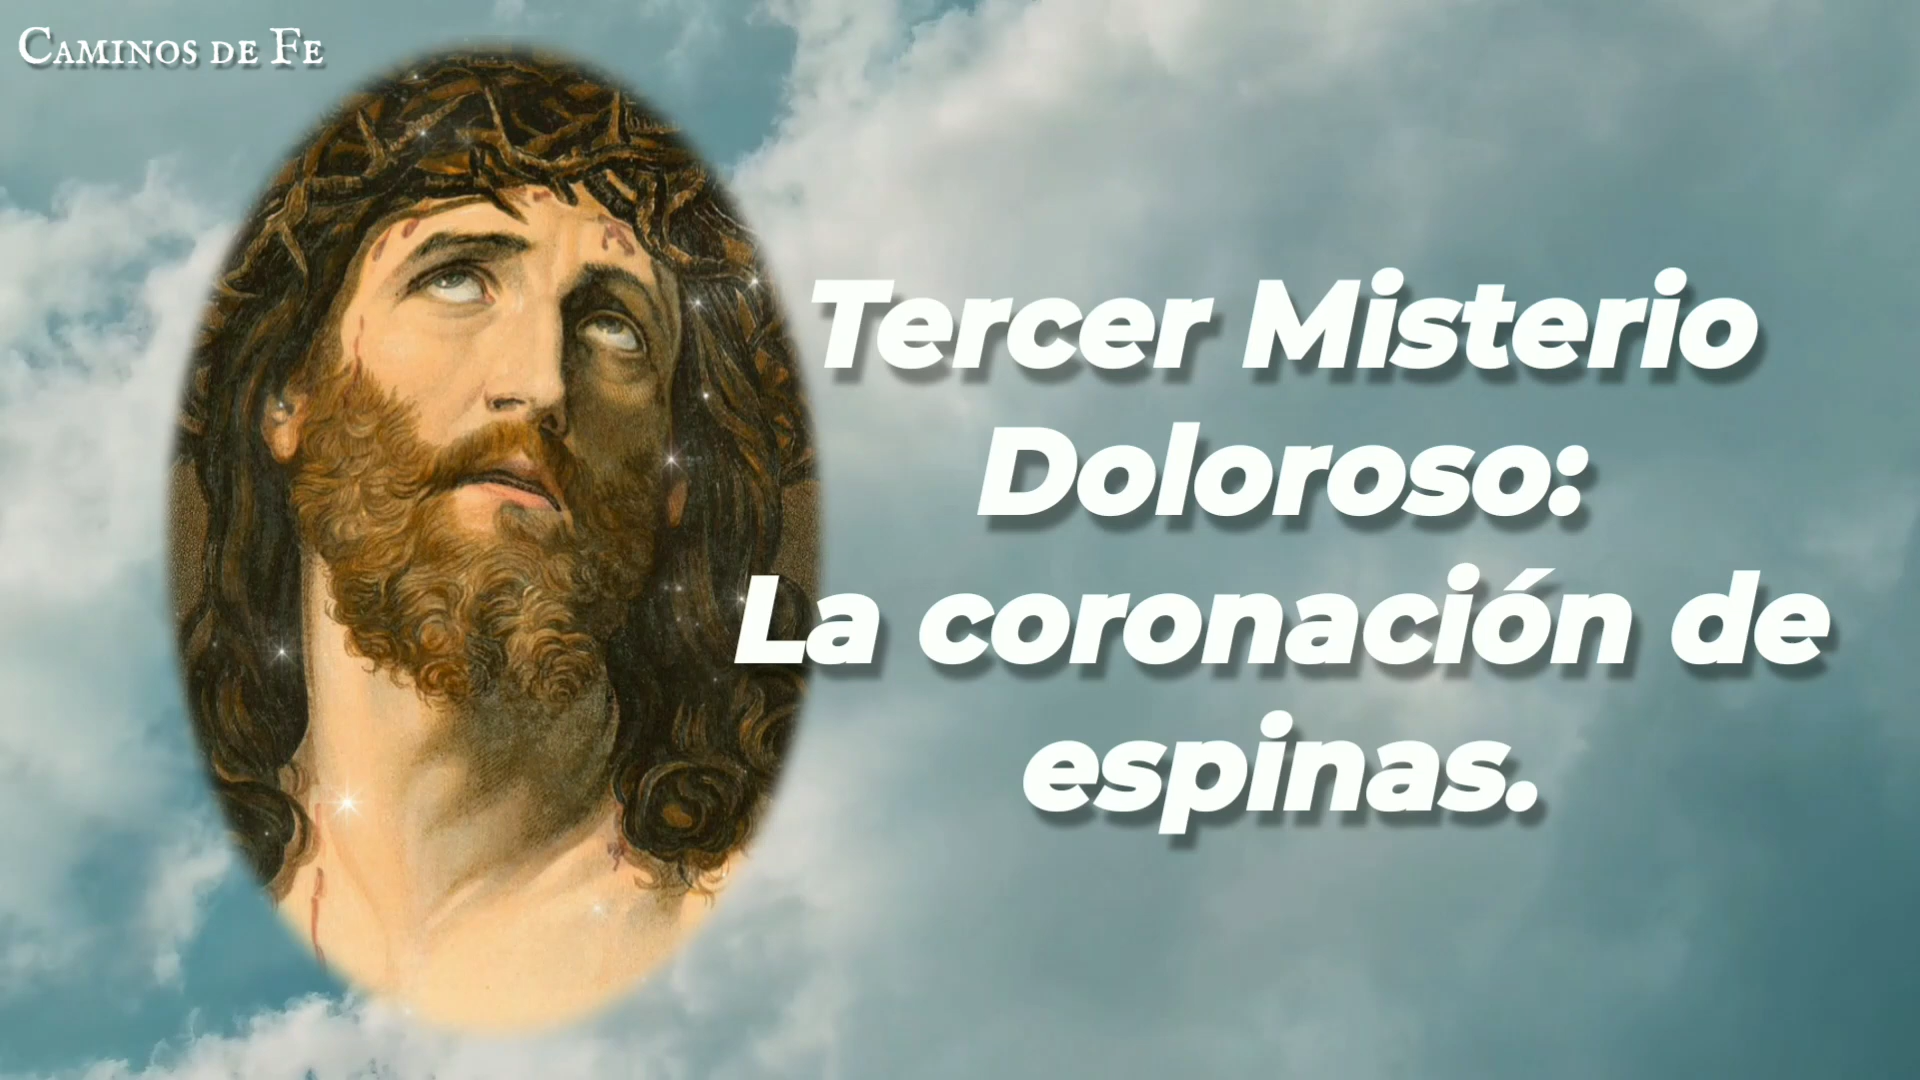 Caminos de Fe
Tercer Misterio
Doloroso:
La coronación de
espinas.